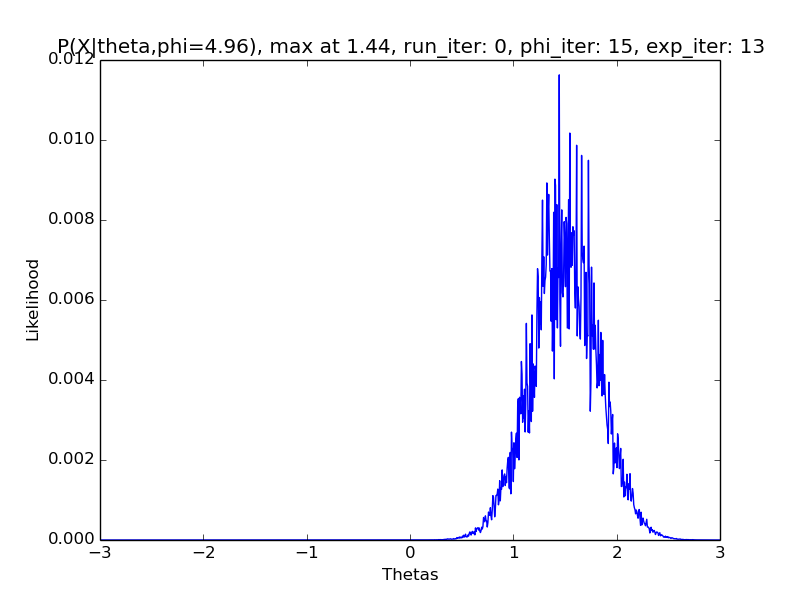 P(X|theta,phi=4.96), max at 1.44, run_iter: 0, phi_iter: 15, exp_iter: 13
0.012
0.010
0.008
0.006
0.004
0.002
0.000
Likelihood
−3 −2 −1 0 1 2 3
Thetas